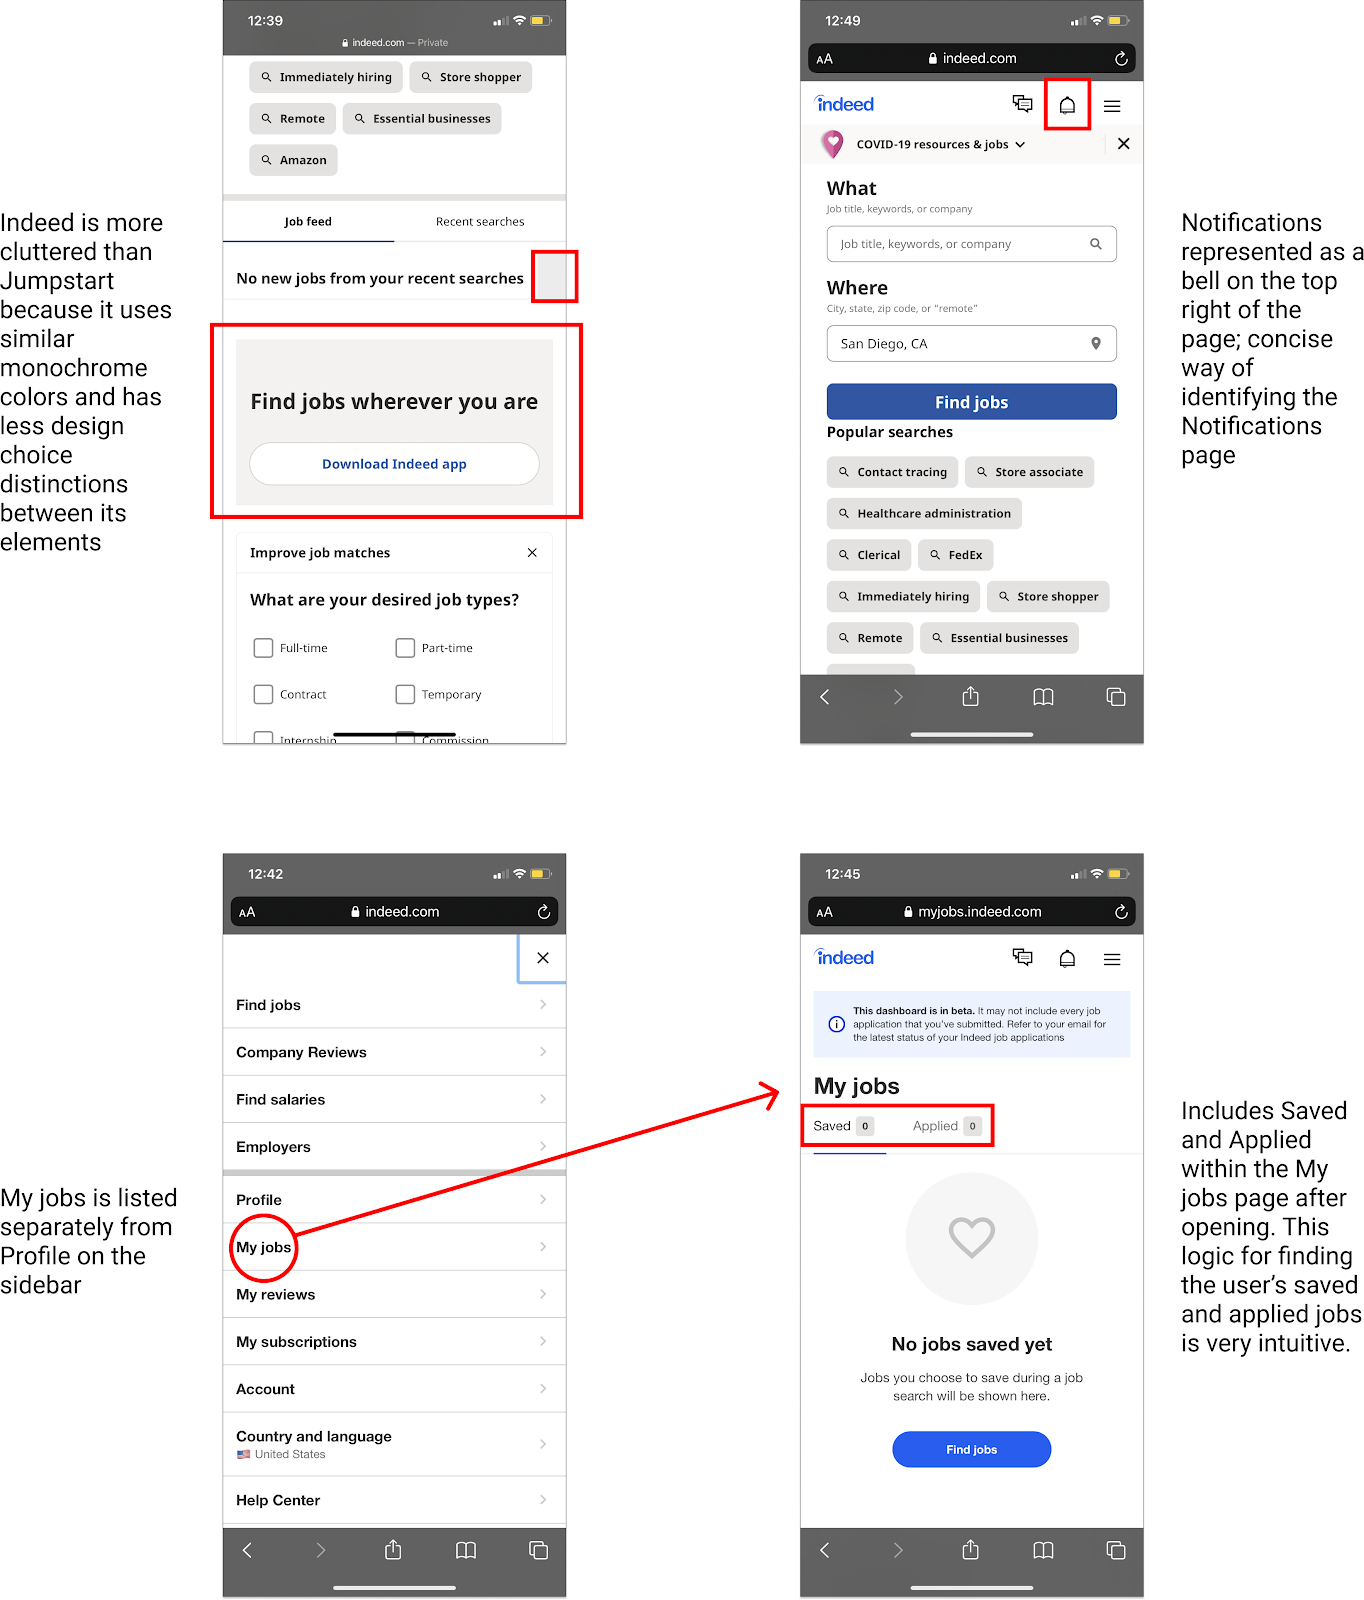 12:39
indeed.com — Private
Immediately hiring
Store shopper
Remote
Essential businesses
Amazon
Job feed
Recent searches
No new jobs from your recent searches
Find jobs wherever you are
Download Indeed app
Improve job matches
What are your desired job types?
Full-time
Part-time
Contract
Temporary
Internship
Commission
Indeed is more
cluttered than
Jumpstart
because it uses
similar
monochrome
colors and has
less design
choice
distinctions
between its
elements
12:49
AA
indeed.com
indeed
COVID-19 resources & jobs
What
Job title, keywords, or company
Job title, keywords, or company
Where
City, state, zip code, or "remote"
San Diego, CA
Find jobs
Popular searches
Contact tracing
Store associate
Healthcare administration
Clerical
FedEx
Immediately hiring
Store shopper
Remote
Essential businesses
Notifications
represented as a
bell on the top
right of the
page; concise
way of
identifying the
Notifications
page
12:42
AA
indeed.com
Find jobs
Company Reviews
Find salaries
Employers
Profile
My jobs
My reviews
My subscriptions
Account
Country and language
United States
Help Center
My jobs is listed
separately from
Profile on the
sidebar
12:45
AA
myjobs.indeed.com
indeed
This dashboard is in beta. It may not include every job
application that you've submitted. Refer to your email for
the latest status of your Indeed job applications
My jobs
Saved 0
Applied 0
No jobs saved yet
Jobs you choose to save during a job
search will be shown here.
Find jobs
Includes Saved
and Applied
within the My
jobs page after
opening. This
logic for finding
the user's saved
and applied jobs
is very intuitive.